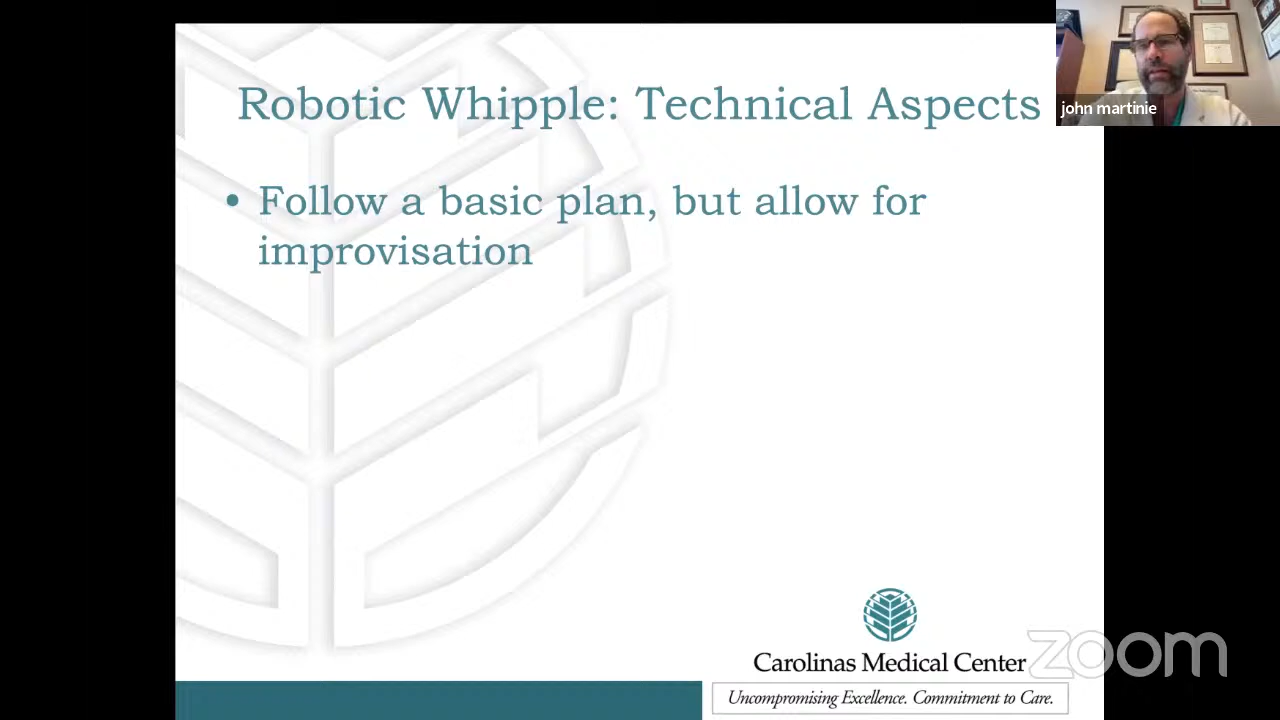 Robotic Whipple: Technical Aspects
john martinie
• Follow a basic plan, but allow for
improvisation
Carolinas Medical Center
zoom
Uncompromising Excellence. Commitment to Care.